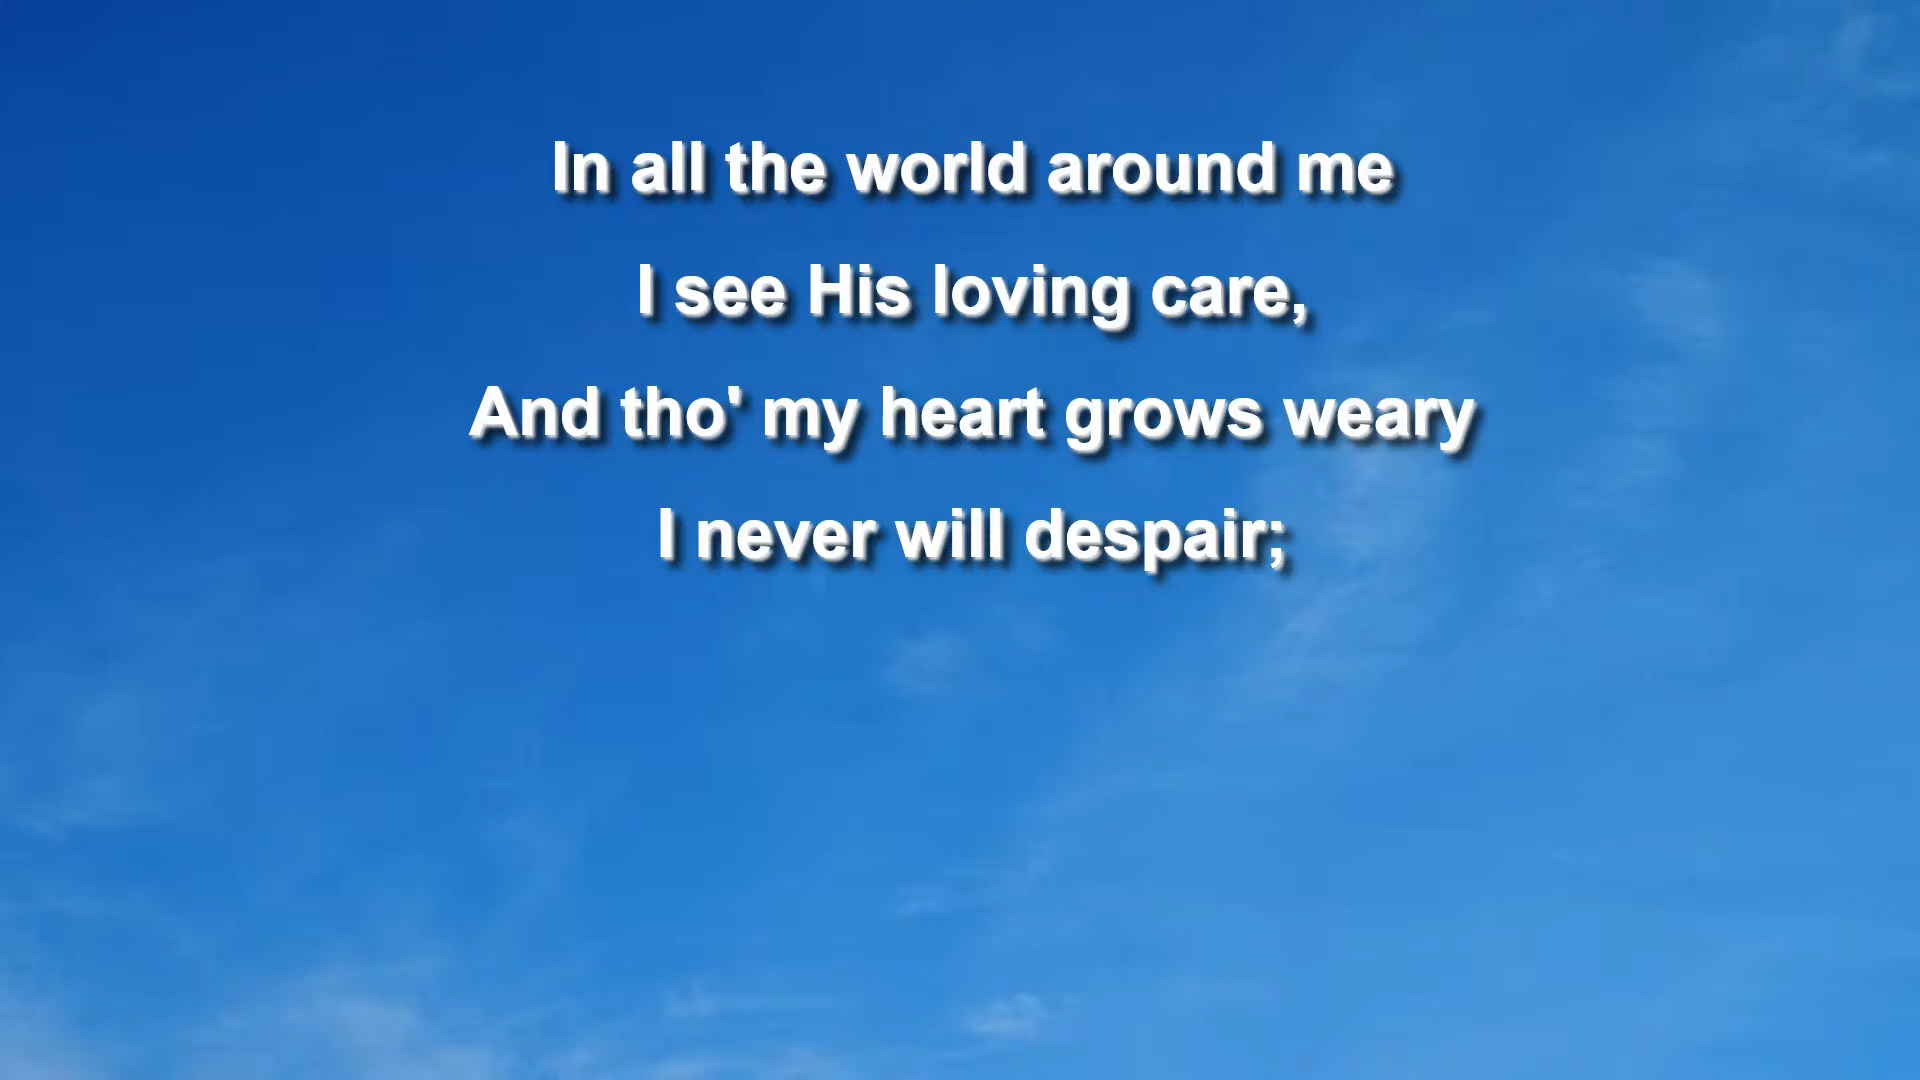 In all the world around me
I see His loving care,
And tho' my heart grows weary
I never will despair;